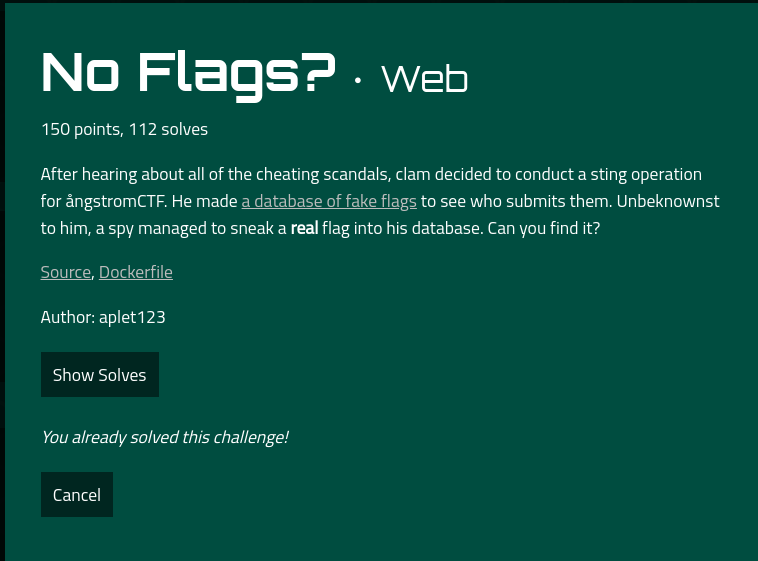 No Flags? · Web
150 points, 112 solves
After hearing about all of the cheating scandals, clam decided to conduct a sting operation
for ångstromCTF. He made a database of fake flags to see who submits them. Unbeknownst
to him, a spy managed to sneak a real flag into his database. Can you find it?
Source, Dockerfile
Author: aplet123
Show Solves
You already solved this challenge!
Cancel